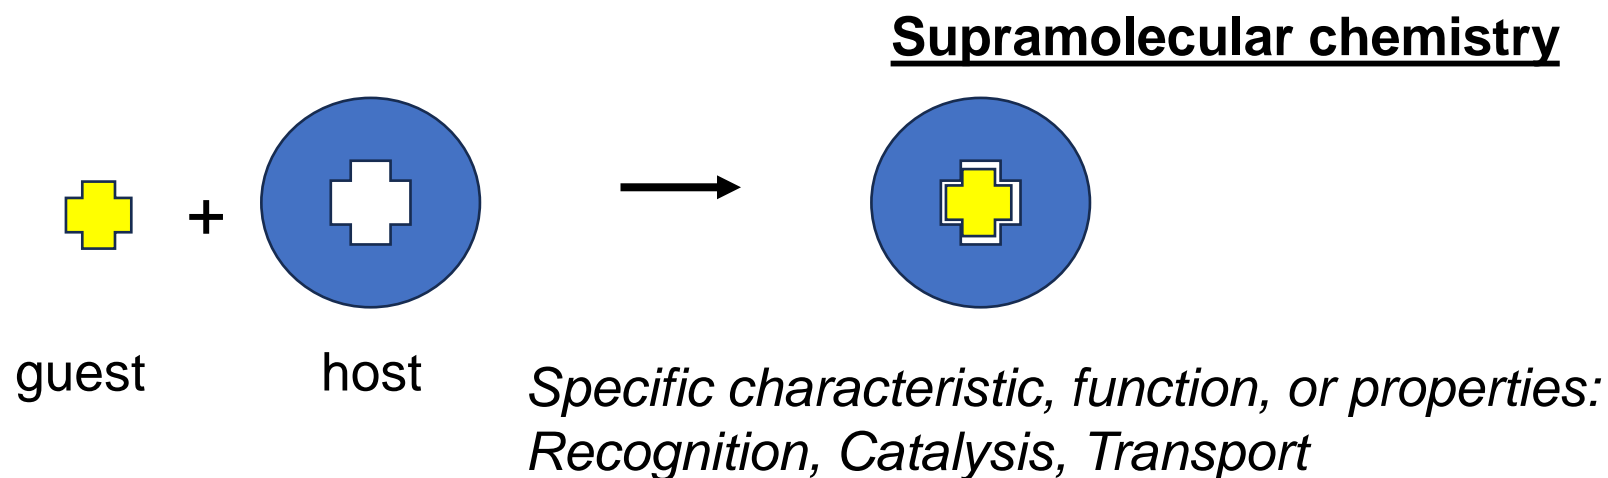 Supramolecular chemistry
+
guest
host
Specific characteristic, function, or properties:
Recognition, Catalysis, Transport